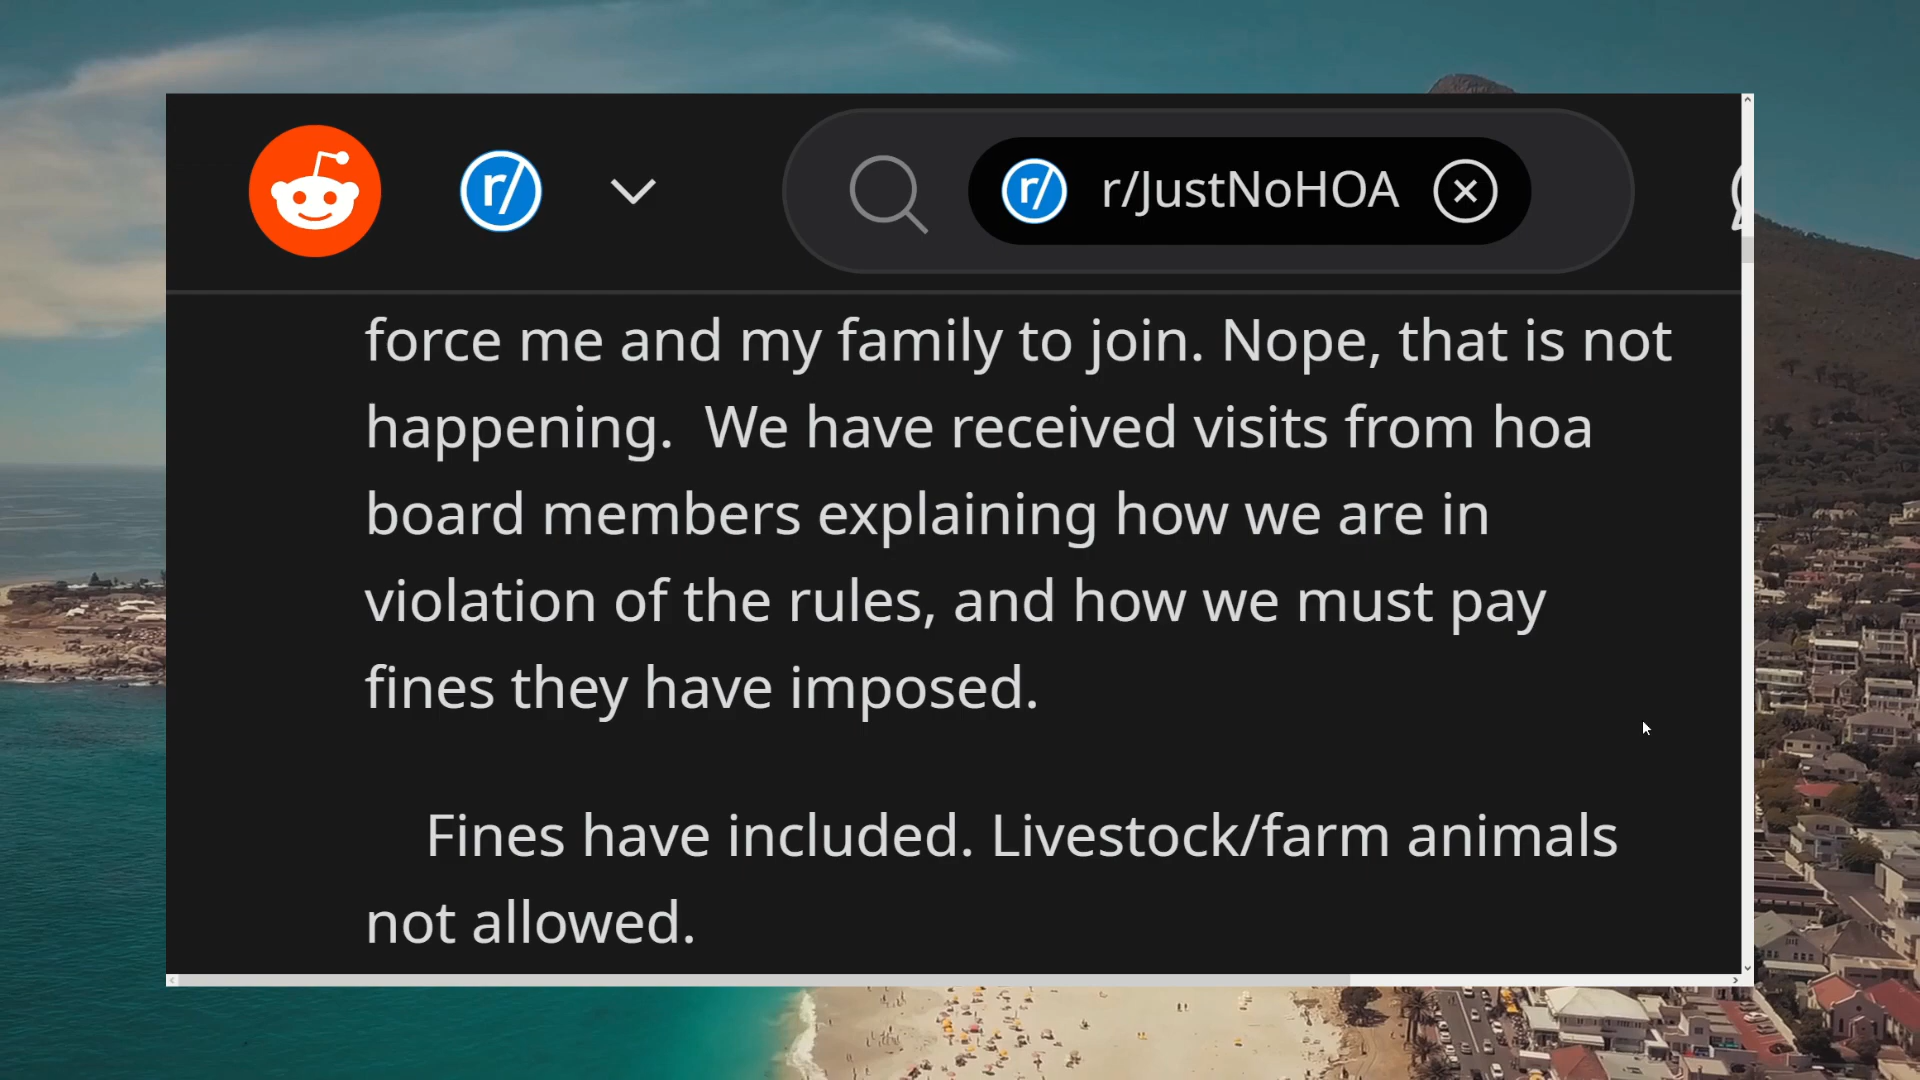 r/ r/ r/JustNoHOA
force me and my family to join. Nope, that is not
happening.  We have received visits from hoa
board members explaining how we are in
violation of the rules, and how we must pay
fines they have imposed.
Fines have included. Livestock/farm animals
not allowed.